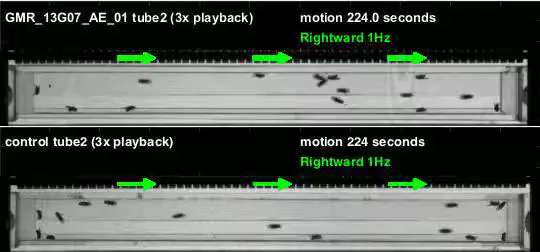 GMR_13G07_AE_01 tube2 (3x playback) motion 224.0 seconds
Rightward 1Hz
control tube2 (3x playback) motion 224 seconds
Rightward 1Hz